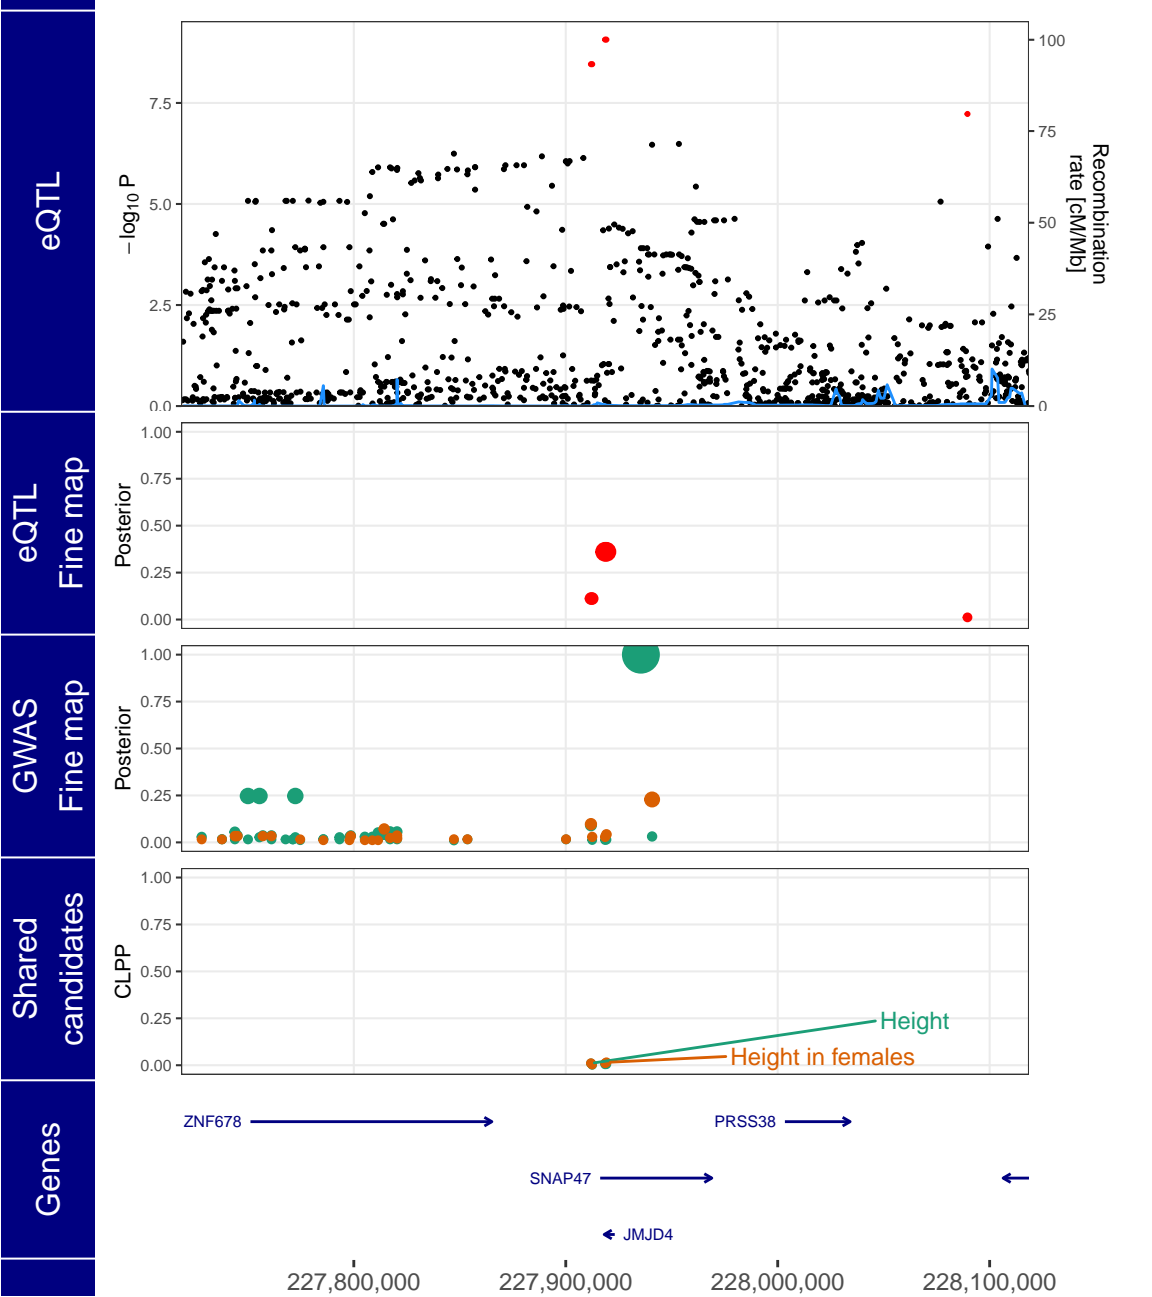 eQTL
−log10 P
7.5
5.0
2.5
0.0
100
75
50
25
0
Recombination
rate [cM/Mb]
eQTL
Fine map
Posterior
1.00
0.75
0.50
0.25
0.00
GWAS
Fine map
Posterior
1.00
0.75
0.50
0.25
0.00
Shared
candidates
CLPP
1.00
0.75
0.50
0.25
0.00
Height
Height in females
Genes
ZNF678
PRSS38
SNAP47
JMJD4
227,800,000
227,900,000
228,000,000
228,100,000